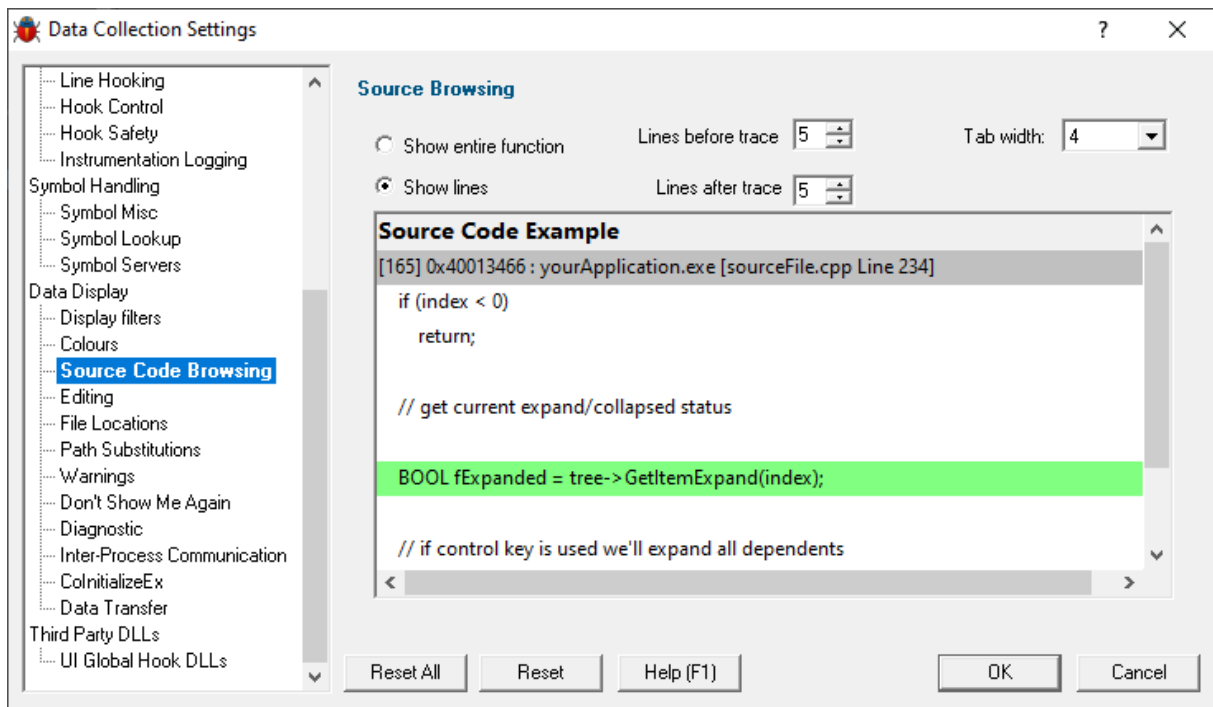 Data Collection Settings
?
Line Hooking
Hook Control
Hook Safety
Instrumentation Logging
Symbol Handling
Symbol Misc
Symbol Lookup
Symbol Servers
Data Display
Display filters
Colours
Source Code Browsing
Editing
File Locations
Path Substitutions
Warnings
Don't Show Me Again
Diagnostic
Inter-Process Communication
CoInitializeEx
Data Transfer
Third Party DLLs
UI Global Hook DLLs
Source Browsing
Show entire function Lines before trace 5 Tab width: 4
Show lines Lines after trace 5
Source Code Example
[165] 0x40013466 : yourApplication.exe [sourceFile.cpp Line 234]
if (index < 0)
return;
// get current expand/collapsed status
BOOL fExpanded = tree->GetItemExpand(index);
// if control key is used we'll expand all dependents
Reset All Reset Help (F1) OK Cancel